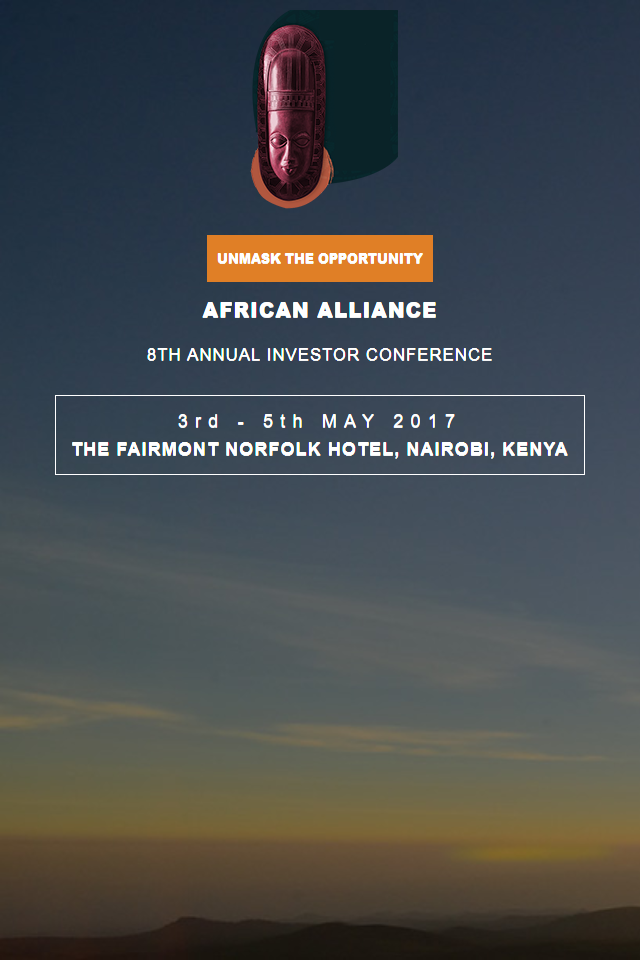 UNMASK THE OPPORTUNITY
AFRICAN ALLIANCE
8TH ANNUAL INVESTOR CONFERENCE
3rd - 5th MAY 2017
THE FAIRMONT NORFOLK HOTEL, NAIROBI, KENYA